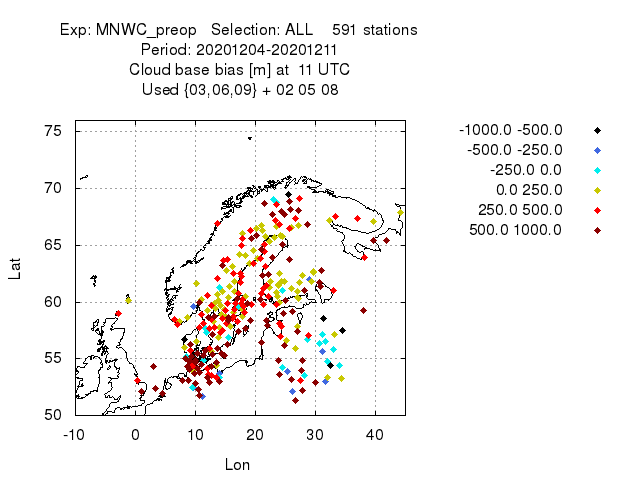 Exp: MNWC_preop   Selection: ALL    591 stations
Period: 20201204-20201211
Cloud base bias [m] at  11 UTC
Used {03,06,09} + 02 05 08
-1000.0 -500.0
-500.0 -250.0
-250.0 0.0
0.0 250.0
250.0 500.0
500.0 1000.0
75
70
65
60
55
50
Lat
-10 0 10 20 30 40
Lon